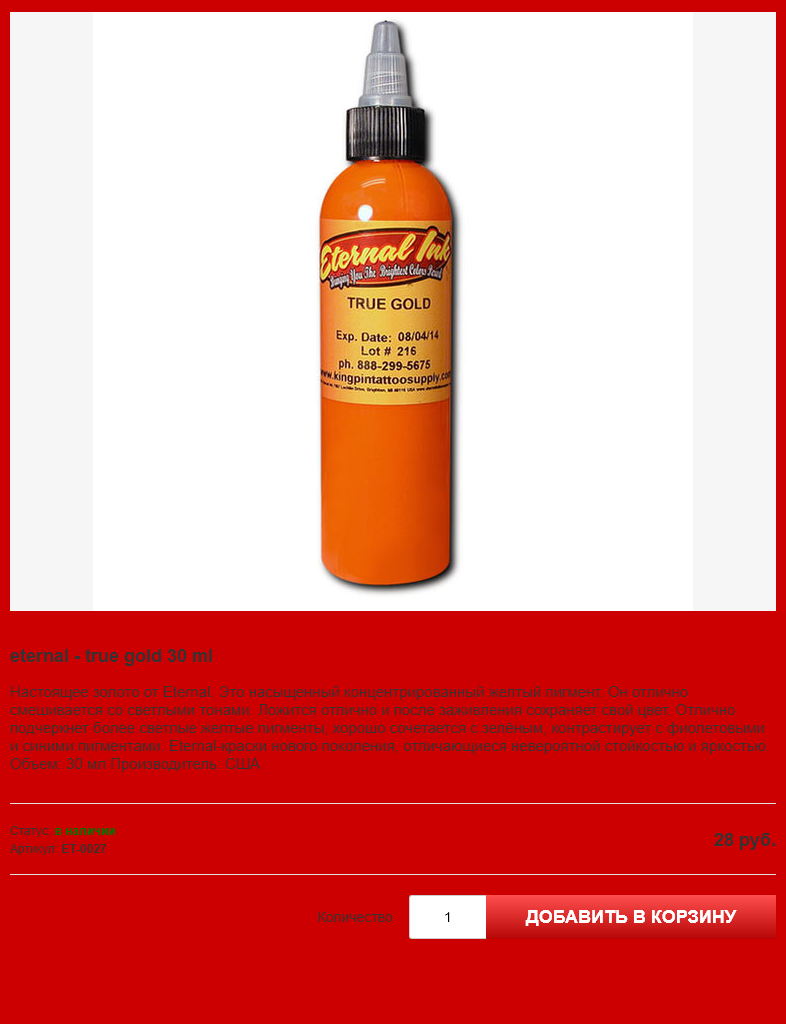 Eternal Ink
Bringing You The Brightest Colors Around
TRUE GOLD
Exp. Date: 08/04/14
Lot # 216
ph. 888-299-5675
www.kingpintattoosupply.com
eternal - true gold 30 ml
Настоящее золото от Eternal. Это насыщенный концентрированный желтый пигмент. Он отлично
смешивается со светлыми тонами. Ложится отлично и после заживления сохраняет свой цвет. Отлично
подчеркнет более светлые желтые пигменты, хорошо сочетается с зеленым, контрастирует с фиолетовыми
и синими пигментами. Eternal краски нового поколения, отличающиеся невероятной стойкостью и яркостью.
Объем: 30 мл Производитель: США
Статус: в наличии
Артикул: ET-0027
28 руб.
Количество:
1
ДОБАВИТЬ В КОРЗИНУ